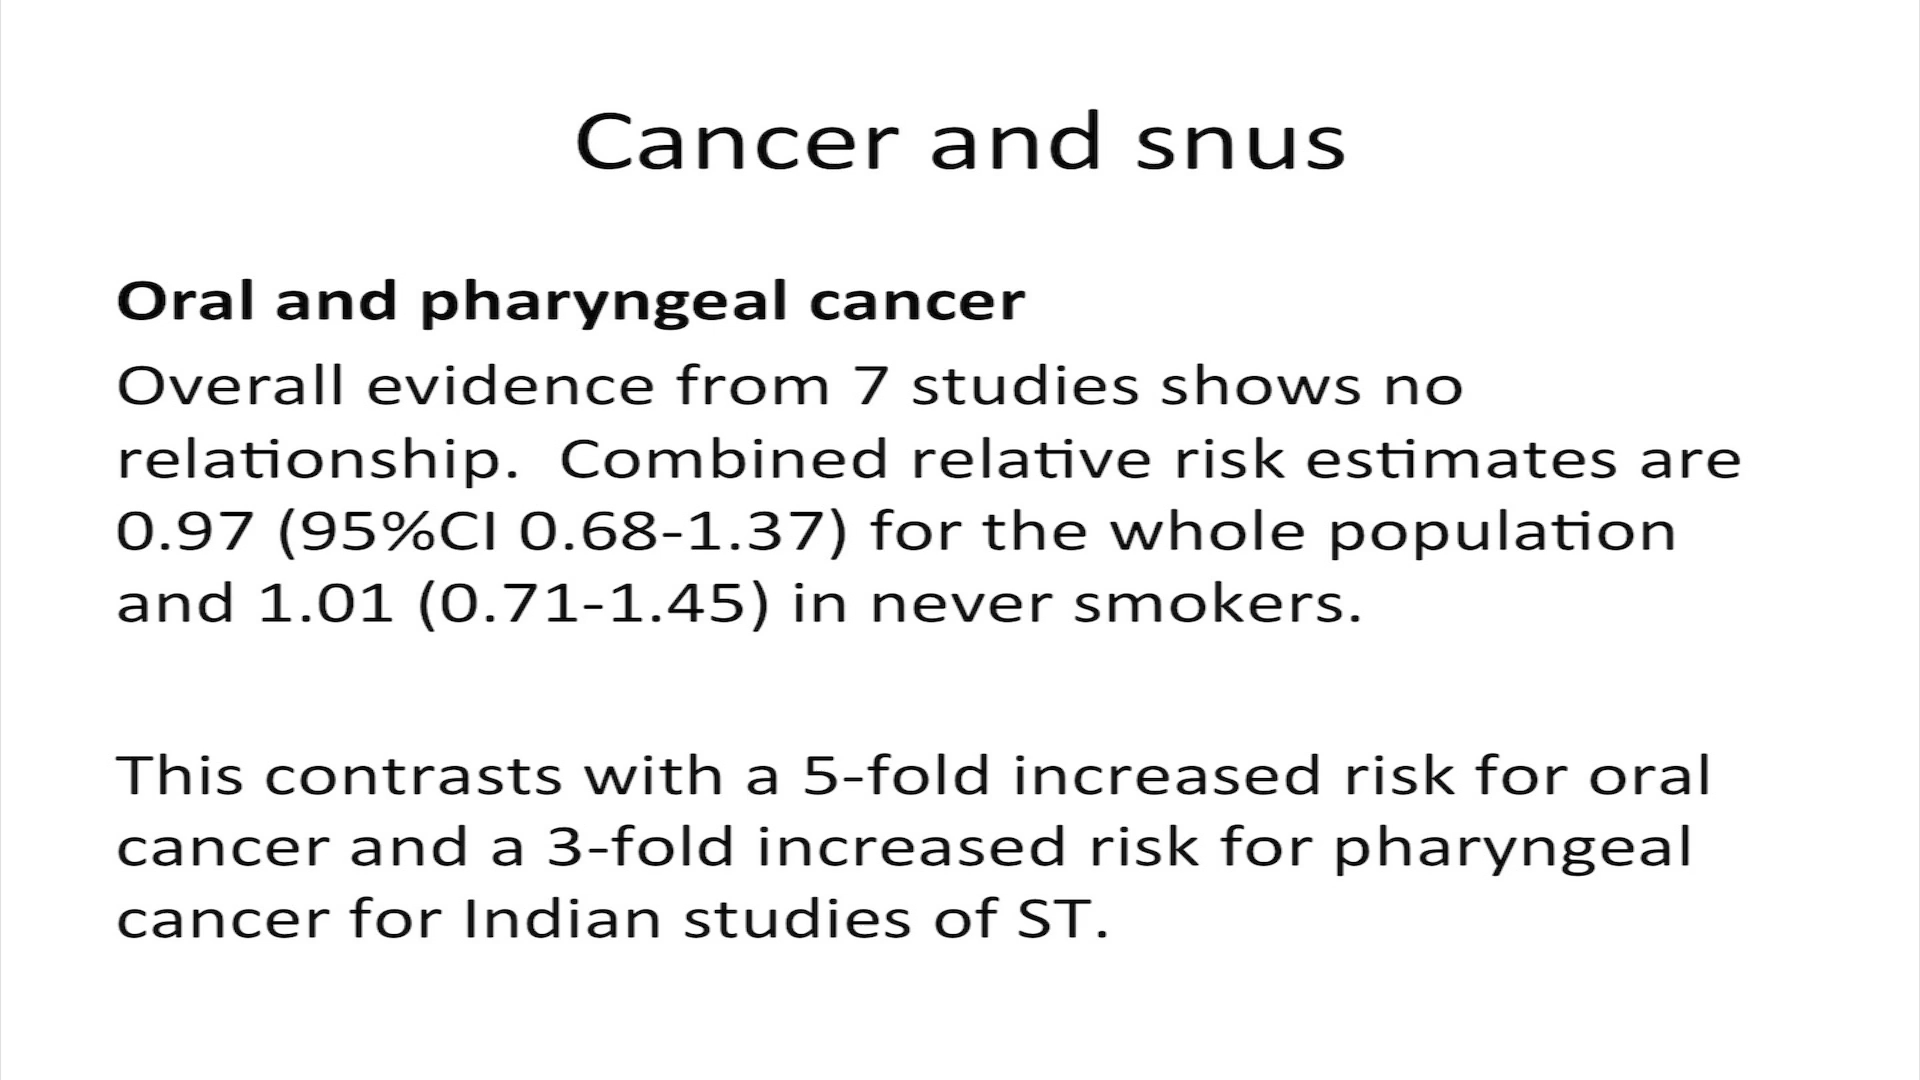 Cancer and snus
Oral and pharyngeal cancer
Overall evidence from 7 studies shows no
relationship.  Combined relative risk estimates are
0.97 (95%CI 0.68-1.37) for the whole population
and 1.01 (0.71-1.45) in never smokers.
This contrasts with a 5-fold increased risk for oral
cancer and a 3-fold increased risk for pharyngeal
cancer for Indian studies of ST.